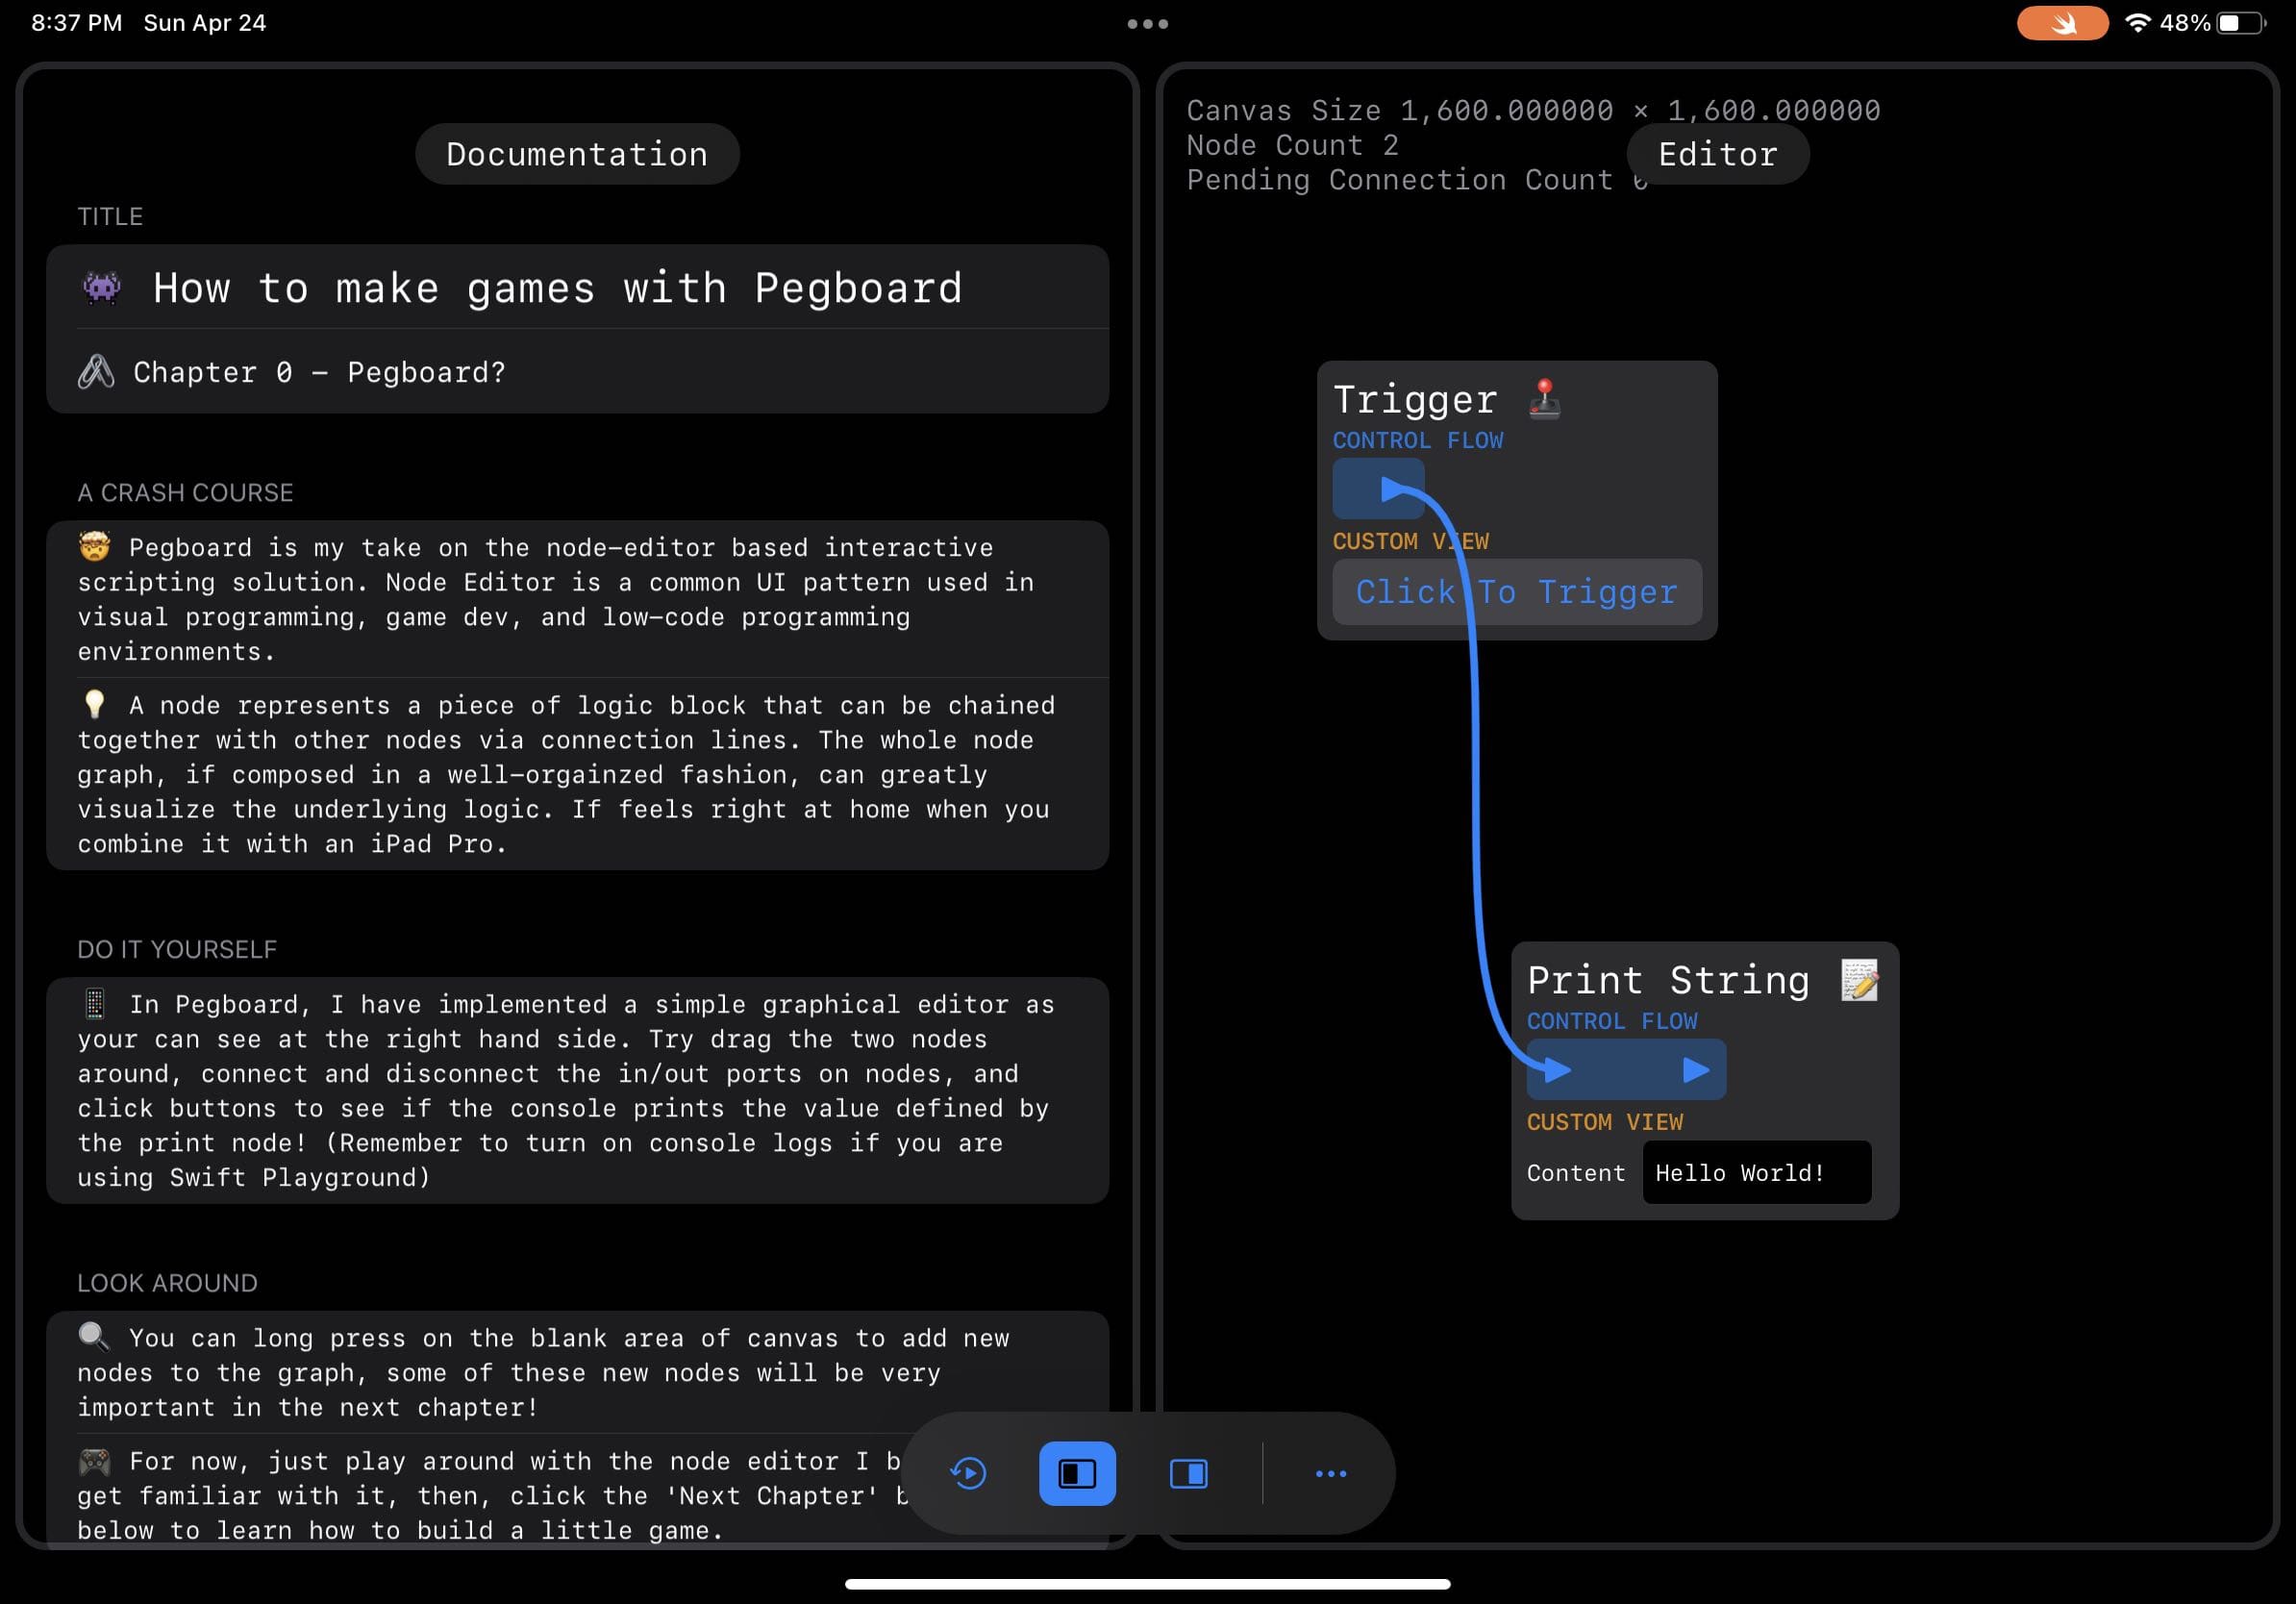 8:37 PM Sun Apr 24
48%
Documentation
TITLE
👾 How to make games with Pegboard
🖇 Chapter 0 — Pegboard?
A CRASH COURSE
🤯 Pegboard is my take on the node-editor based interactive
scripting solution. Node Editor is a common UI pattern used in
visual programming, game dev, and low-code programming
environments.
💡 A node represents a piece of logic block that can be chained
together with other nodes via connection lines. The whole node
graph, if composed in a well-orgainzed fashion, can greatly
visualize the underlying logic. If feels right at home when you
combine it with an iPad Pro.
DO IT YOURSELF
📱 In Pegboard, I have implemented a simple graphical editor as
your can see at the right hand side. Try drag the two nodes
around, connect and disconnect the in/out ports on nodes, and
click buttons to see if the console prints the value defined by
the print node! (Remember to turn on console logs if you are
using Swift Playground)
LOOK AROUND
🔍 You can long press on the blank area of canvas to add new
nodes to the graph, some of these new nodes will be very
important in the next chapter!
🎮 For now, just play around with the node editor I
get familiar with it, then, click the 'Next Chapter'
below to learn how to build a little game.
Canvas Size 1,600.000000 × 1,600.000000
Node Count 2
Pending Connection Count 0
Editor
Trigger 🕹
CONTROL FLOW
CUSTOM VIEW
Click To Trigger
Print String 📝
CONTROL FLOW
CUSTOM VIEW
Content Hello World!